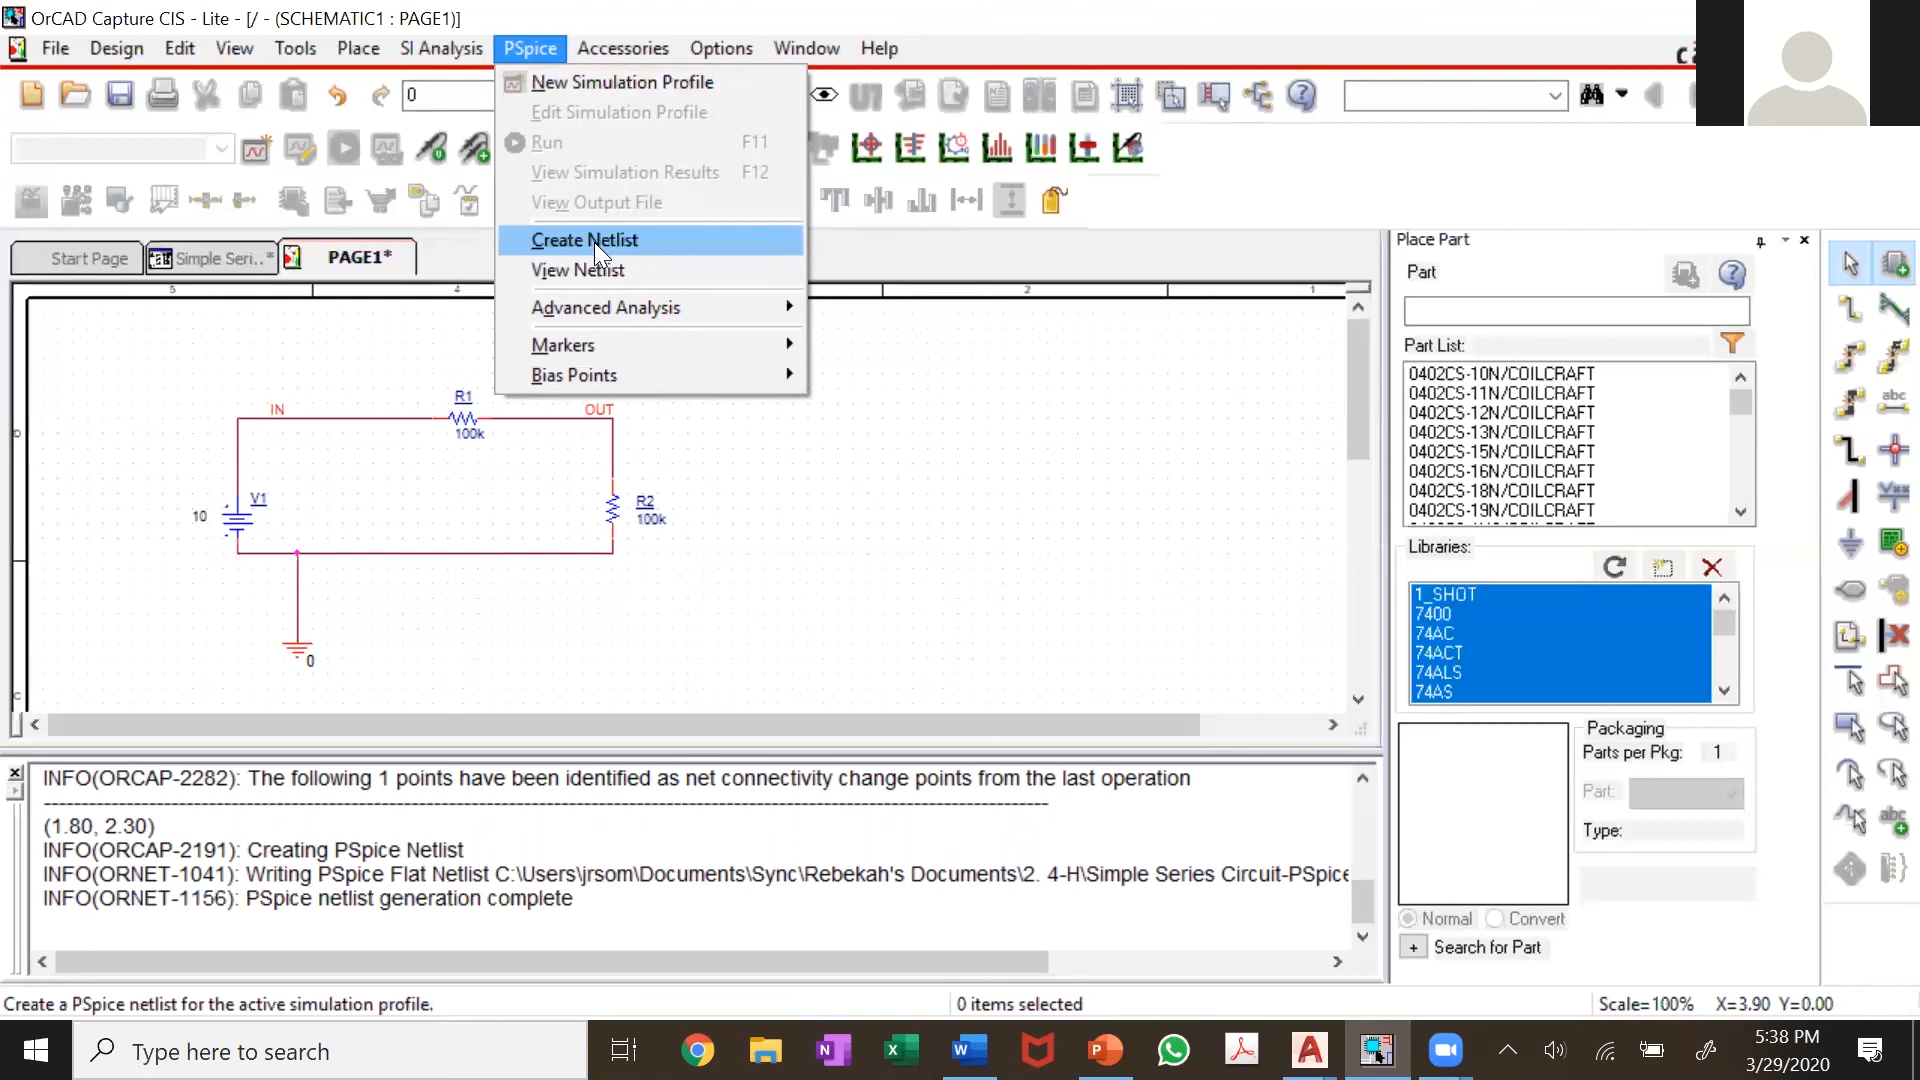 OrCAD Capture CIS - Lite - [/ - (SCHEMATIC1 : PAGE1)]
File Design Edit View Tools Place SI Analysis PSpice Accessories Options Window Help
0
New Simulation Profile
Edit Simulation Profile
Run F11
View Simulation Results F12
View Output File
Create Netlist
View Netlist
Advanced Analysis
Markers
Bias Points
Start Page
Simple Seri..*
PAGE1*
5 4 2 1
D
C
IN
R1
100k
OUT
V1
10
R2
100k
0
INFO(ORCAP-2282): The following 1 points have been identified as net connectivity change points from the last operation
(1.80, 2.30)
INFO(ORCAP-2191): Creating PSpice Netlist
INFO(ORNET-1041): Writing PSpice Flat Netlist C:\Users\jrsom\Documents\Sync\Rebekah's Documents\2. 4-H\Simple Series Circuit-PSpice
INFO(ORNET-1156): PSpice netlist generation complete
Place Part
Part
Part List:
0402CS-10N/COILCRAFT
0402CS-11N/COILCRAFT
0402CS-12N/COILCRAFT
0402CS-13N/COILCRAFT
0402CS-15N/COILCRAFT
0402CS-16N/COILCRAFT
0402CS-18N/COILCRAFT
0402CS-19N/COILCRAFT
Libraries:
1_SHOT
7400
74AC
74ACT
74ALS
74AS
Packaging
Parts per Pkg: 1
Part:
Type:
Normal Convert
+ Search for Part
abc
abc
Create a PSpice netlist for the active simulation profile.
0 items selected
Scale=100% X=3.90 Y=0.00
Type here to search
5:38 PM
3/29/2020